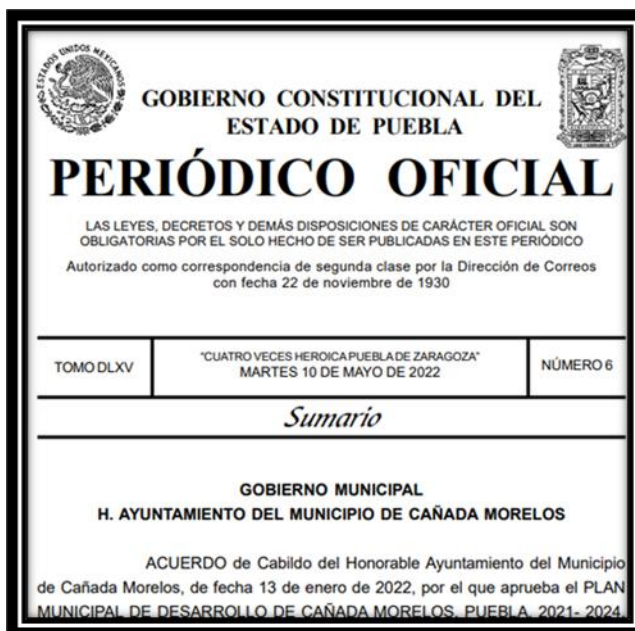 ESTADOS UNIDOS MEXICANOS
GOBIERNO CONSTITUCIONAL DEL
ESTADO DE PUEBLA
PERIÓDICO OFICIAL
LAS LEYES, DECRETOS Y DEMÁS DISPOSICIONES DE CARÁCTER OFICIAL SON
OBLIGATORIAS POR EL SOLO HECHO DE SER PUBLICADAS EN ESTE PERIÓDICO
Autorizado como correspondencia de segunda clase por la Dirección de Correos
con fecha 22 de noviembre de 1930
TOMO DLXV
"CUATRO VECES HEROICA PUEBLA DE ZARAGOZA"
MARTES 10 DE MAYO DE 2022
NÚMERO 6
Sumario
GOBIERNO MUNICIPAL
H. AYUNTAMIENTO DEL MUNICIPIO DE CAÑADA MORELOS
ACUERDO de Cabildo del Honorable Ayuntamiento del Municipio
de Cañada Morelos, de fecha 13 de enero de 2022, por el que aprueba el PLAN
MUNICIPAL DE DESARROLLO DE CAÑADA MORELOS, PUEBLA, 2021- 2024.